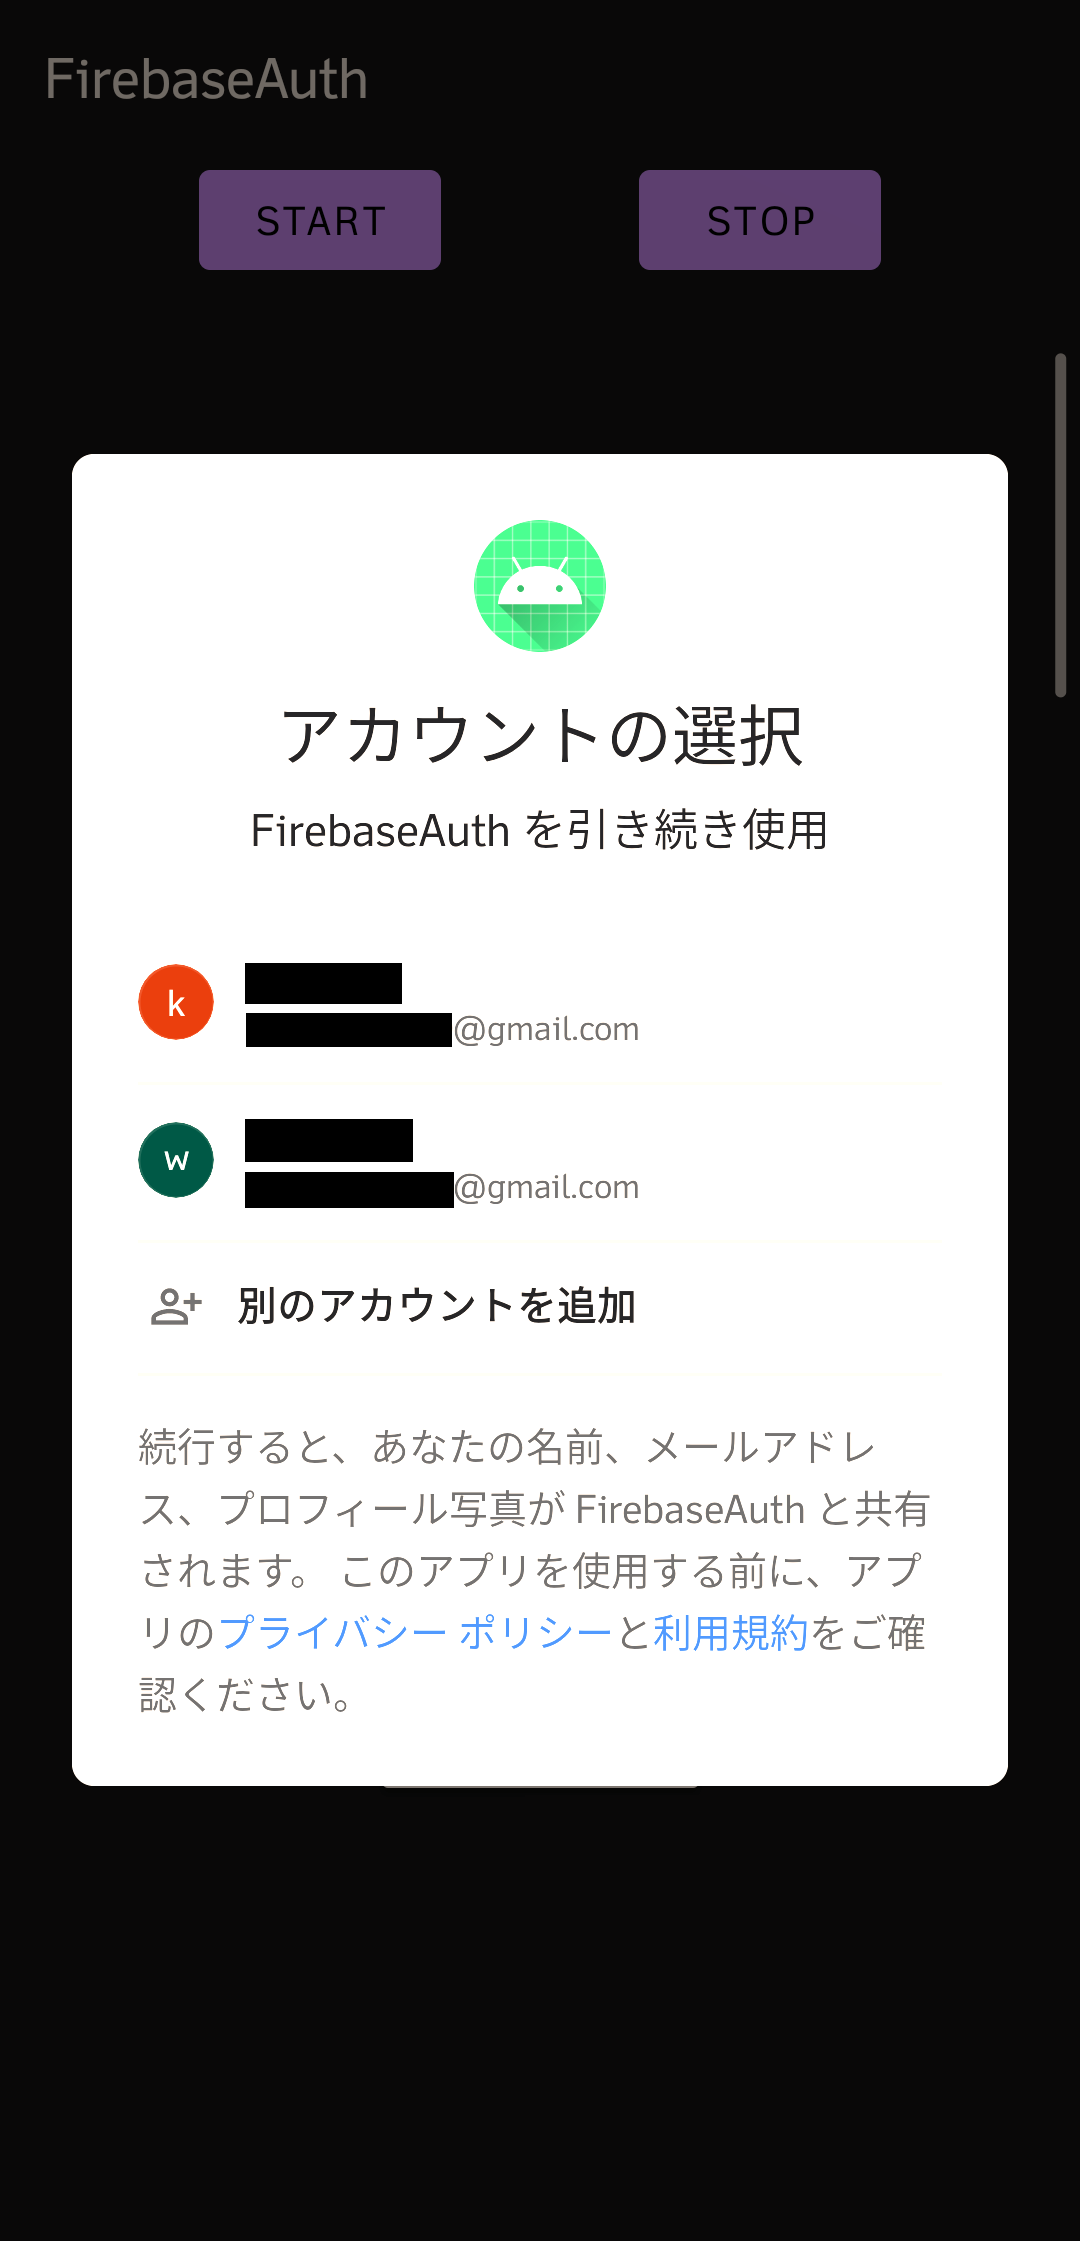 FirebaseAuth
START STOP
アカウントの選択
FirebaseAuth を引き続き使用
k
@gmail.com
w
@gmail.com
別のアカウントを追加
続行すると、あなたの名前、メールアドレ
ス、プロフィール写真が FirebaseAuth と共有
されます。 このアプリを使用する前に、アプ
リのプライバシー ポリシーと利用規約をご確
認ください。